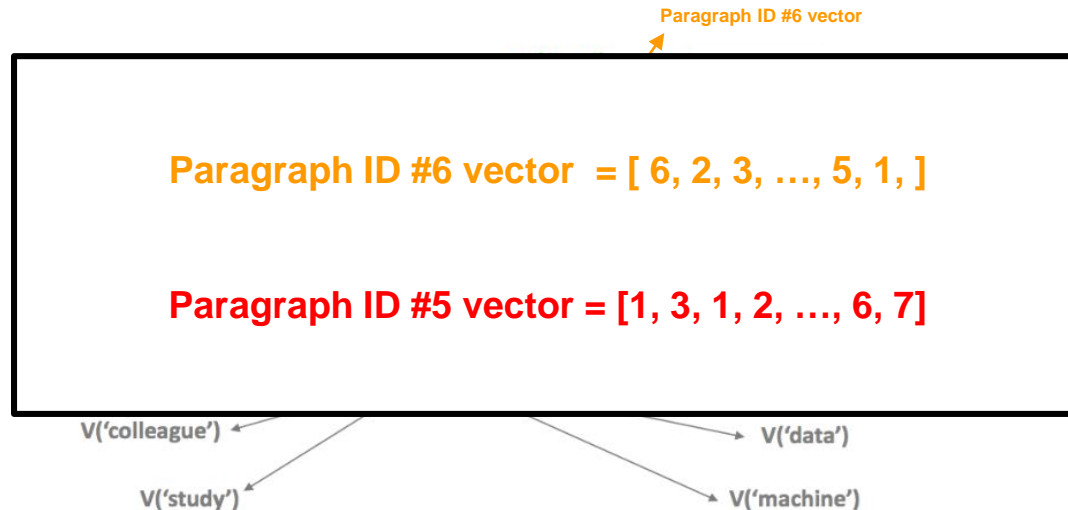 Paragraph ID #6 vector
Paragraph ID #6 vector = [ 6, 2, 3, …, 5, 1, ]
Paragraph ID #5 vector = [1, 3, 1, 2, …, 6, 7]
V(‘colleague’)
V(‘data’)
V(‘study’)
V(‘machine’)